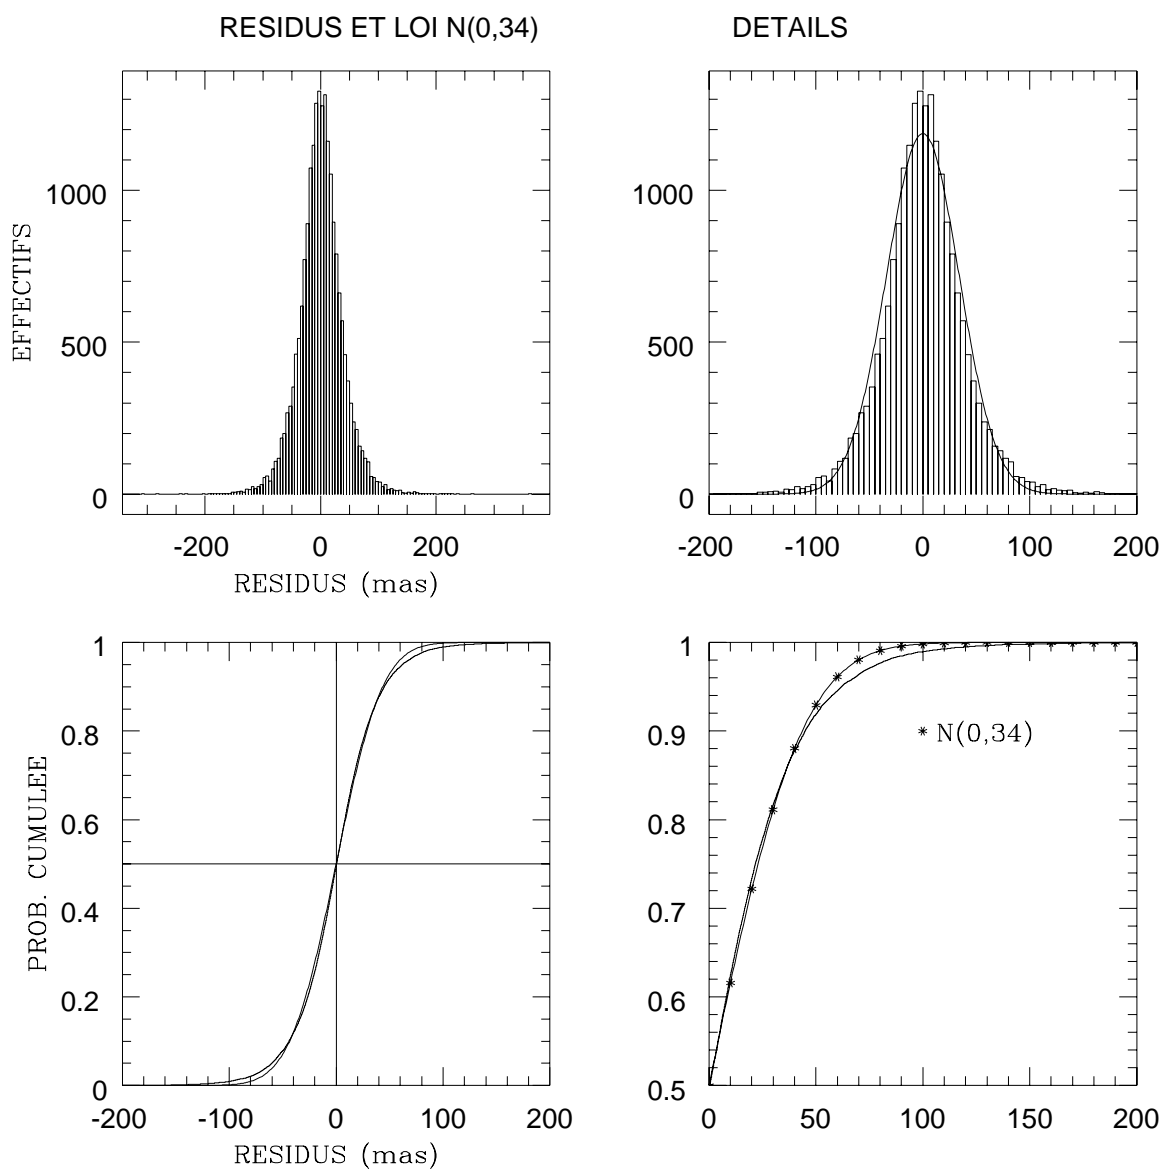 RESIDUS ET LOI N(0,34)
DETAILS
1000
500
0
EFFECTIFS
-200 0 200
RESIDUS (mas)
1000
500
0
-200 -100 0 100 200
1
0.8
0.6
0.4
0.2
0
PROB. CUMULEE
-200 -100 0 100 200
RESIDUS (mas)
1
0.9
0.8
0.7
0.6
0.5
* N(0,34)
0 50 100 150 200